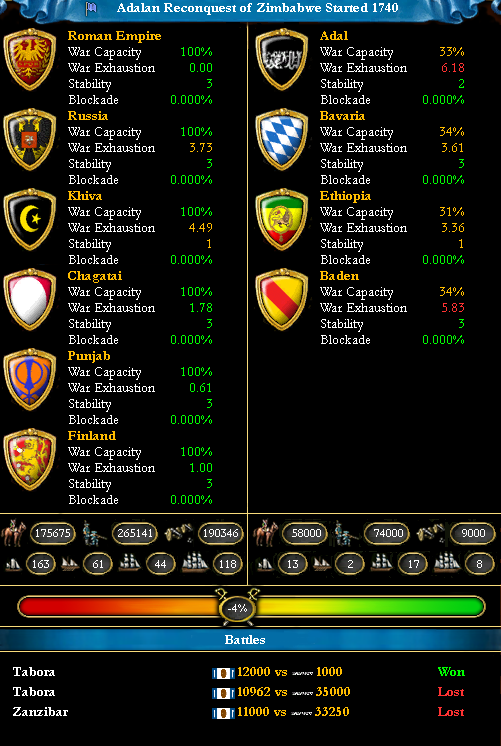 Adalan Reconquest of Zimbabwe Started 1740
Roman Empire
War Capacity 100%
War Exhaustion 0.00
Stability 3
Blockade 0.000%
Russia
War Capacity 100%
War Exhaustion 3.73
Stability 3
Blockade 0.000%
Khiva
War Capacity 100%
War Exhaustion 4.49
Stability 1
Blockade 0.000%
Chagatai
War Capacity 100%
War Exhaustion 1.78
Stability 3
Blockade 0.000%
Punjab
War Capacity 100%
War Exhaustion 0.61
Stability 3
Blockade 0.000%
Finland
War Capacity 100%
War Exhaustion 1.00
Stability 3
Blockade 0.000%
Adal
War Capacity 33%
War Exhaustion 6.18
Stability 2
Blockade 0.000%
Bavaria
War Capacity 34%
War Exhaustion 3.61
Stability 3
Blockade 0.000%
Ethiopia
War Capacity 31%
War Exhaustion 3.36
Stability 1
Blockade 0.000%
Baden
War Capacity 34%
War Exhaustion 5.83
Stability 3
Blockade 0.000%
175675 265141 190346
163 61 44 118
58000 74000 9000
13 2 17 8
-4%
Battles
Tabora 12000 vs 1000 Won
Tabora 10962 vs 35000 Lost
Zanzibar 11000 vs 33250 Lost